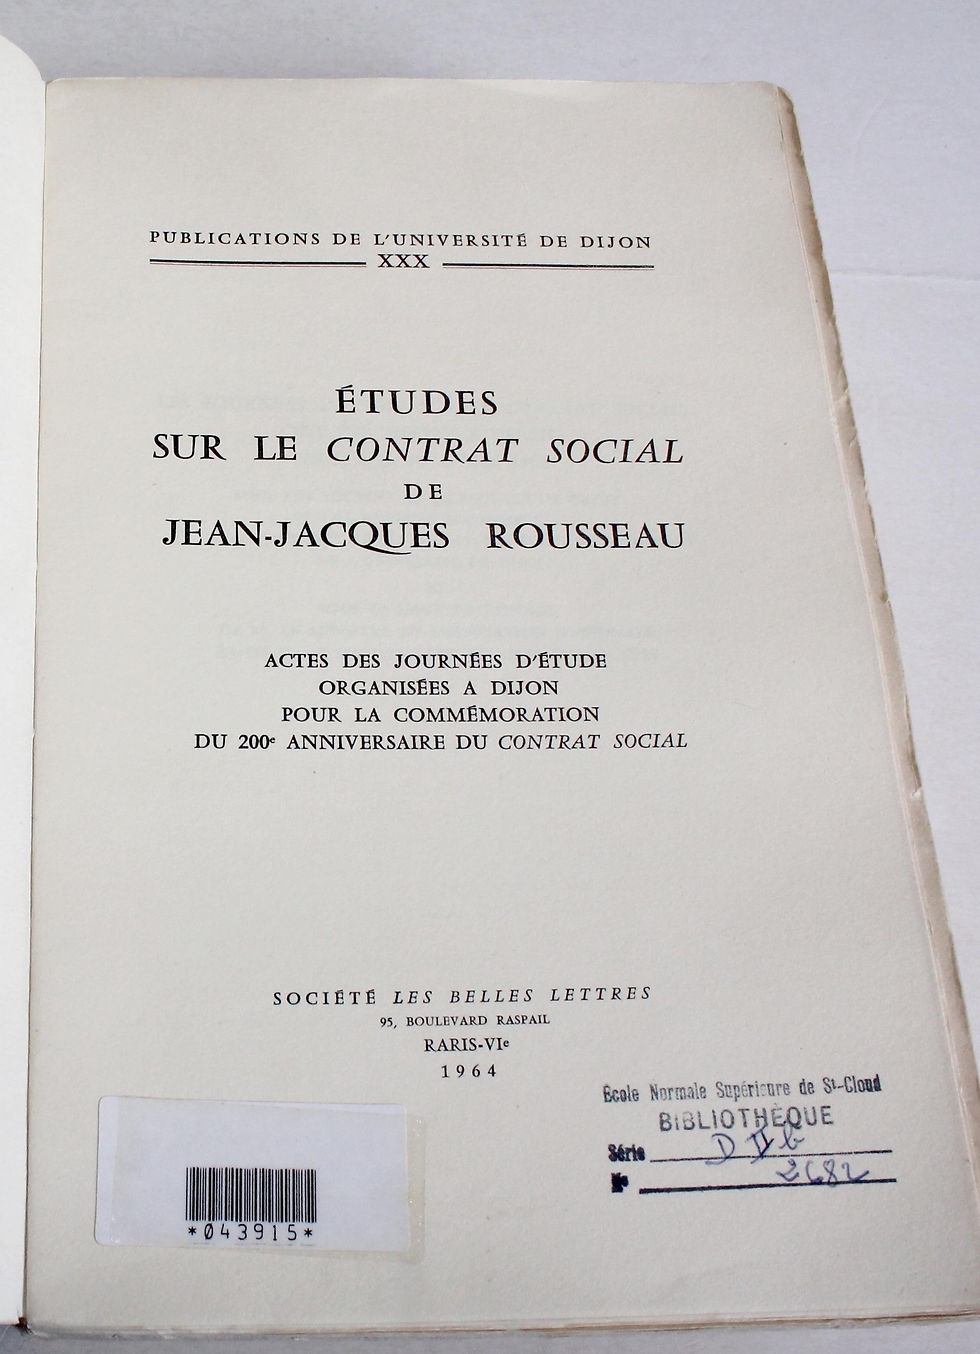 PUBLICATIONS DE L'UNIVERSITÉ DE DIJON
XXX
ÉTUDES
SUR LE CONTRAT SOCIAL
DE
JEAN-JACQUES ROUSSEAU
ACTES DES JOURNÉES D'ÉTUDE
ORGANISÉES A DIJON
POUR LA COMMÉMORATION
DU 200e ANNIVERSAIRE DU CONTRAT SOCIAL
SOCIÉTÉ LES BELLES LETTRES
95, BOULEVARD RASPAIL
RARIS-VIe
1964
École Normale Supérieure de St-Cloud
BIBLIOTHÈQUE
Série D II b
No 2682
*043915*